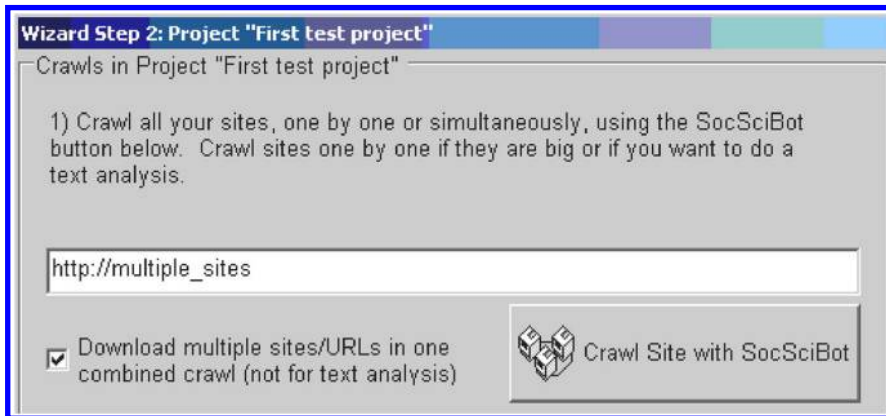 Wizard Step 2: Project "First test project"
Crawls in Project "First test project"
1) Crawl all your sites, one by one or simultaneously, using the SocSciBot
button below.  Crawl sites one by one if they are big or if you want to do a
text analysis.
http://multiple_sites
Download multiple sites/URLs in one
combined crawl (not for text analysis)
Crawl Site with SocSciBot